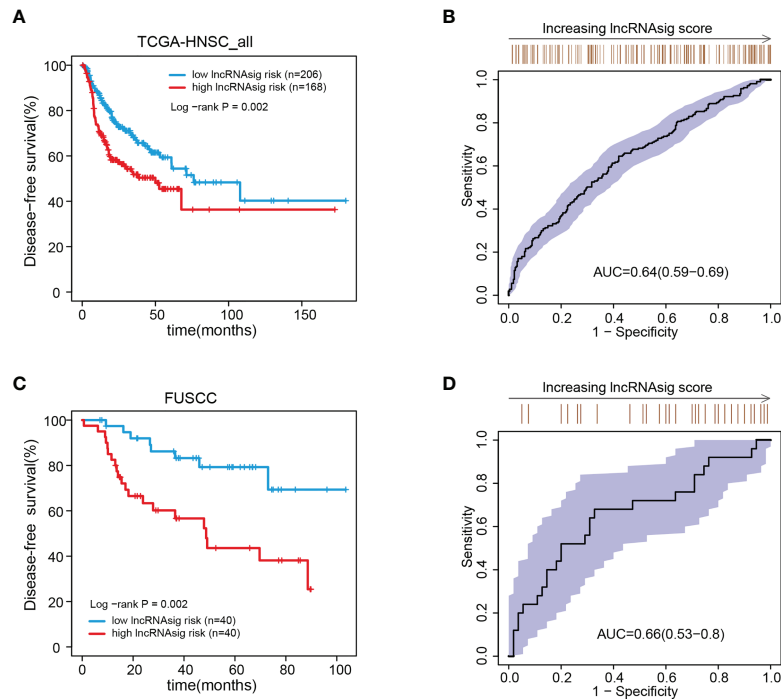 A
TCGA-HNSC_all
Disease−free survival(%)
100
80
60
40
20
0
low lncRNAsig risk (n=206)
high lncRNAsig risk (n=168)
Log −rank P = 0.002
0 50 100 150
time(months)
B
Increasing lncRNAsig score
Sensitivity
1.0
0.8
0.6
0.4
0.2
0.0
AUC=0.64(0.59−0.69)
0.0 0.2 0.4 0.6 0.8 1.0
1 − Specificity
C
FUSCC
Disease-free survival(%)
100
80
60
40
20
0
Log −rank P = 0.002
low lncRNAsig risk (n=40)
high lncRNAsig risk (n=40)
0 20 40 60 80 100
time(months)
D
Increasing lncRNAsig score
Sensitivity
1.0
0.8
0.6
0.4
0.2
0.0
AUC=0.66(0.53−0.8)
0.0 0.2 0.4 0.6 0.8 1.0
1 − Specificity